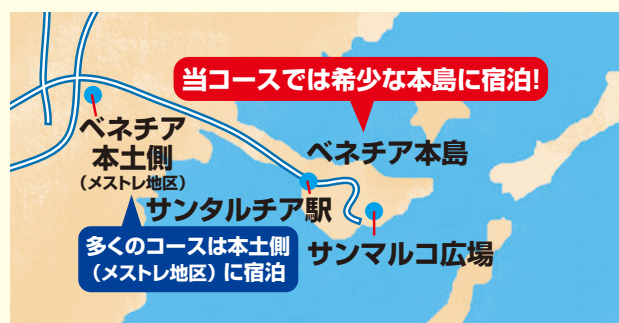 当コースでは希少な本島に宿泊!
ベネチア
本土側
（メストレ地区）
ベネチア本島
サンタルチア駅
多くのコースは本土側
（メストレ地区）に宿泊
サンマルコ広場